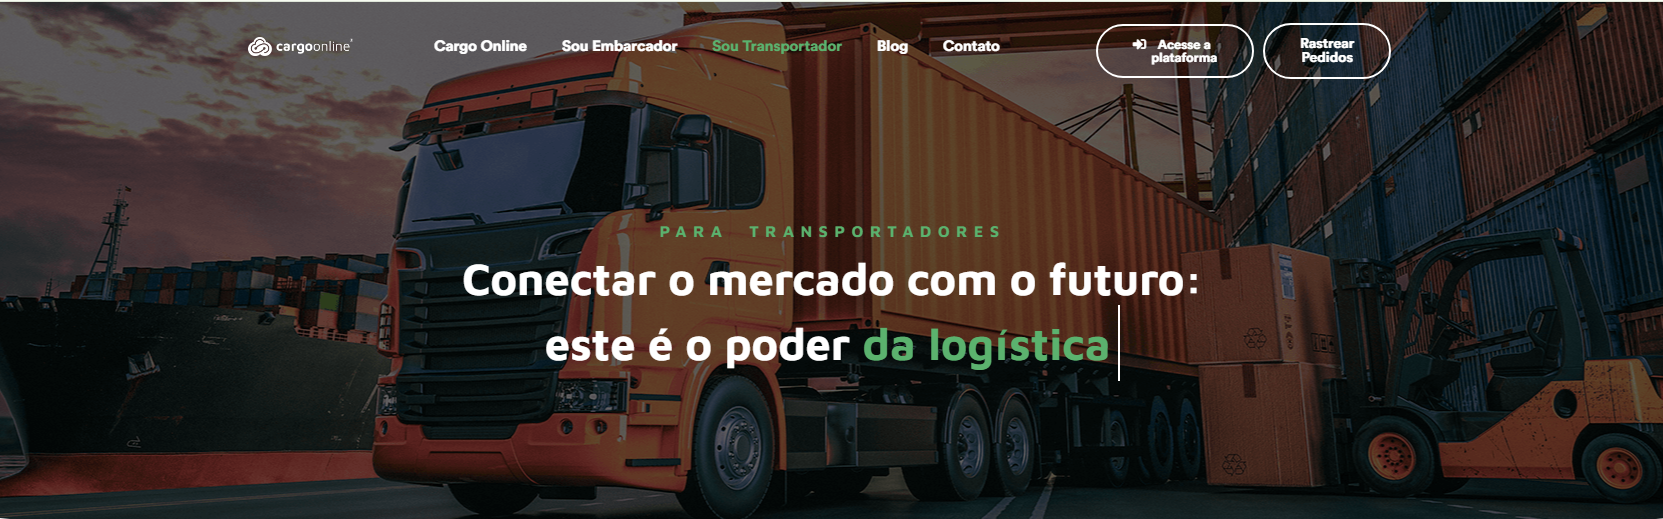 cargoonline
Cargo Online
Sou Embarcador
Sou Transportador
Blog
Contato
Acesse a
plataforma
Rastrear
Pedidos
PARA TRANSPORTADORES
Conectar o mercado com o futuro:
este é o poder da logística